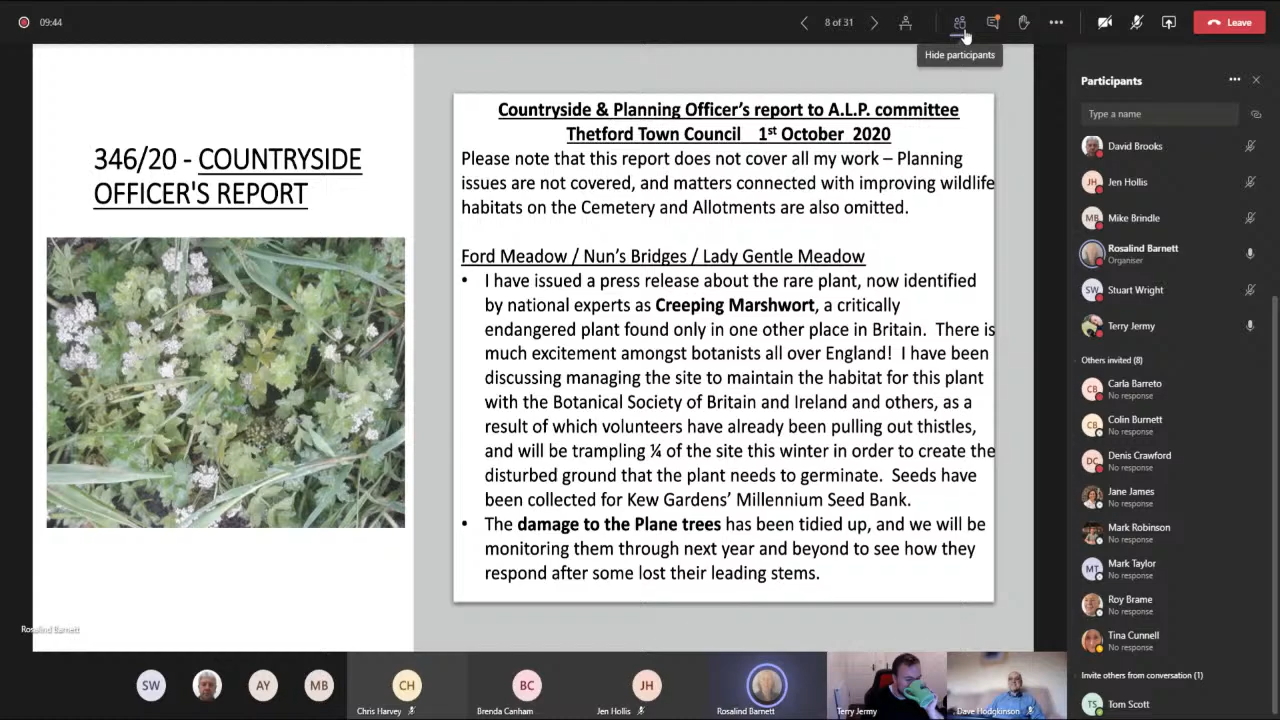 09:44
8 of 31
Leave
Hide participants
346/20 - COUNTRYSIDE
OFFICER'S REPORT
Countryside & Planning Officer's report to A.L.P. committee
Thetford Town Council 1st October 2020
Please note that this report does not cover all my work – Planning
issues are not covered, and matters connected with improving wildlife
habitats on the Cemetery and Allotments are also omitted.
Ford Meadow / Nun's Bridges / Lady Gentle Meadow
• I have issued a press release about the rare plant, now identified
by national experts as Creeping Marshwort, a critically
endangered plant found only in one other place in Britain. There is
much excitement amongst botanists all over England! I have been
discussing managing the site to maintain the habitat for this plant
with the Botanical Society of Britain and Ireland and others, as a
result of which volunteers have already been pulling out thistles,
and will be trampling ¼ of the site this winter in order to create the
disturbed ground that the plant needs to germinate. Seeds have
been collected for Kew Gardens' Millennium Seed Bank.
• The damage to the Plane trees has been tidied up, and we will be
monitoring them through next year and beyond to see how they
respond after some lost their leading stems.
Rosalind Barnett
Participants
Type a name
David Brooks
JH Jen Hollis
MB Mike Brindle
Rosalind Barnett
Organiser
SW Stuart Wright
Terry Jermy
Others invited (8)
CB Carla Barreto
No response
CB Colin Burnett
No response
DC Denis Crawford
No response
Jane James
No response
Mark Robinson
No response
MT Mark Taylor
No response
Roy Brame
No response
Tina Cunnell
No response
Invite others from conversation (1)
TS Tom Scott
SW
AY
MB
CH
Chris Harvey
BC
Brenda Canham
JH
Jen Hollis
Rosalind Barnett
Terry Jermy
Dave Hodgkinson